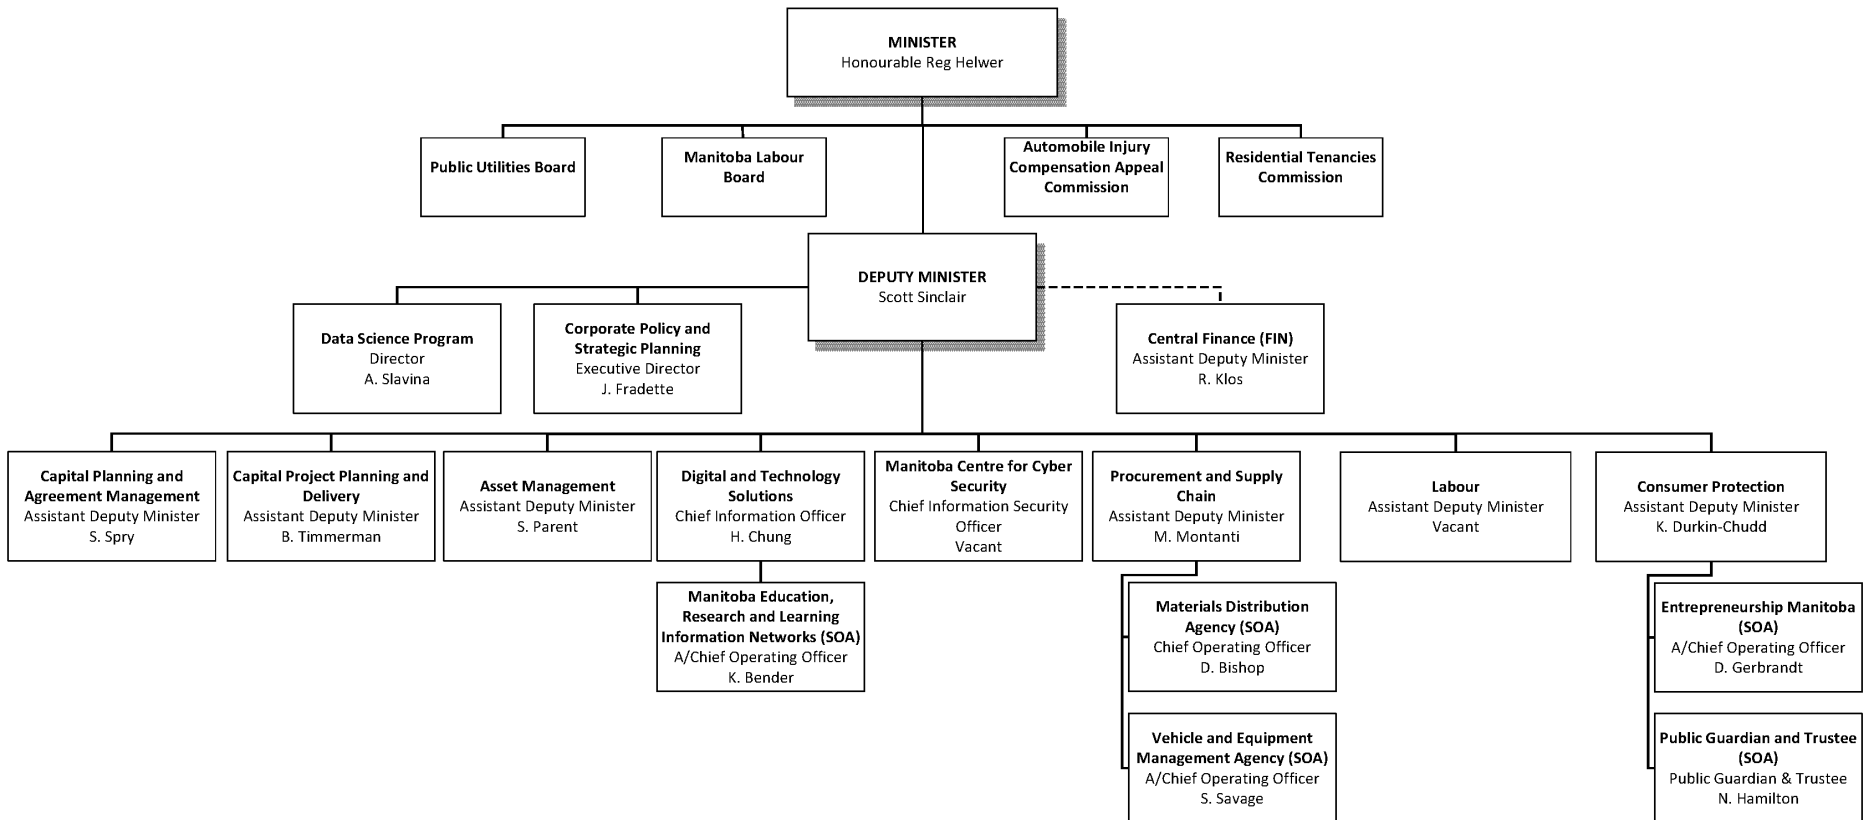 MINISTER
Honourable Reg Helwer
Public Utilities Board
Manitoba Labour
Board
Automobile Injury
Compensation Appeal
Commission
Residential Tenancies
Commission
DEPUTY MINISTER
Scott Sinclair
Data Science Program
Director
A. Slavina
Corporate Policy and
Strategic Planning
Executive Director
J. Fradette
Central Finance (FIN)
Assistant Deputy Minister
R. Klos
Capital Planning and
Agreement Management
Assistant Deputy Minister
S. Spry
Capital Project Planning and
Delivery
Assistant Deputy Minister
B. Timmerman
Asset Management
Assistant Deputy Minister
S. Parent
Digital and Technology
Solutions
Chief Information Officer
H. Chung
Manitoba Centre for Cyber
Security
Chief Information Security
Officer
Vacant
Procurement and Supply
Chain
Assistant Deputy Minister
M. Montanti
Labour
Assistant Deputy Minister
Vacant
Consumer Protection
Assistant Deputy Minister
K. Durkin-Chudd
Manitoba Education,
Research and Learning
Information Networks (SOA)
A/Chief Operating Officer
K. Bender
Materials Distribution
Agency (SOA)
Chief Operating Officer
D. Bishop
Vehicle and Equipment
Management Agency (SOA)
A/Chief Operating Officer
S. Savage
Entrepreneurship Manitoba
(SOA)
A/Chief Operating Officer
D. Gerbrandt
Public Guardian and Trustee
(SOA)
Public Guardian & Trustee
N. Hamilton